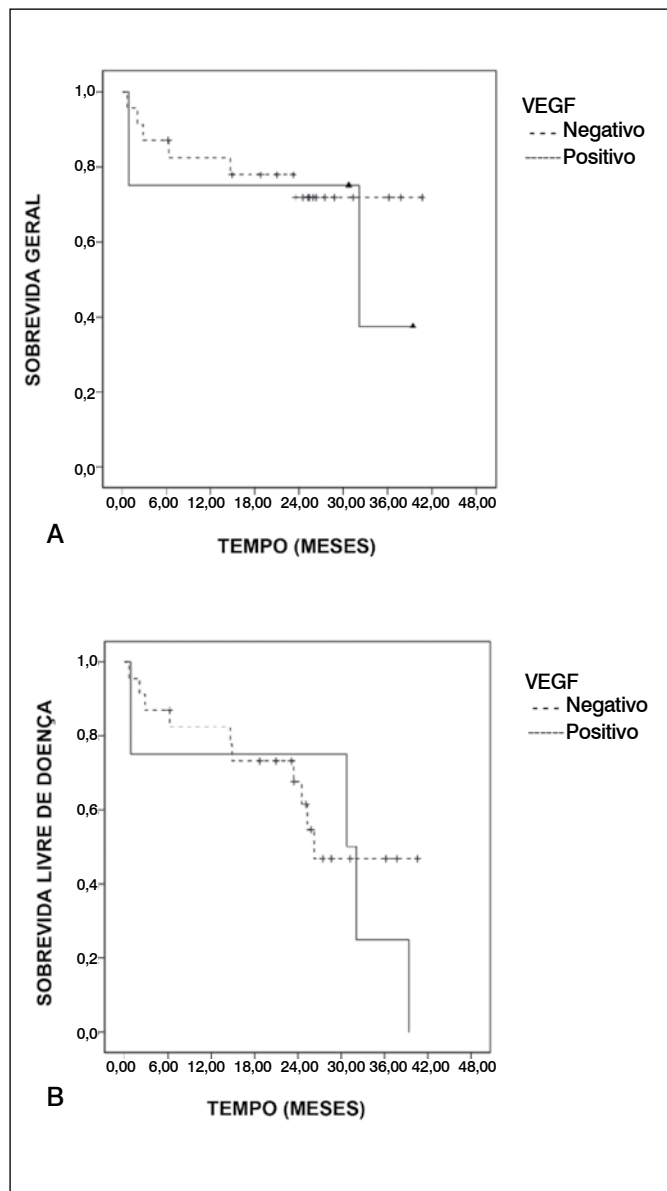 VEGF
Negativo
Positivo
SOBREVIDA GERAL
1,0
0,8
0,6
0,4
0,2
0,0
0,00 6,00 12,00 18,00 24,00 30,00 36,00 42,00 48,00
A
TEMPO (MESES)
VEGF
Negativo
Positivo
SOBREVIDA LIVRE DE DOENÇA
1,0
0,8
0,6
0,4
0,2
0,0
0,00 6,00 12,00 18,00 24,00 30,00 36,00 42,00 48,00
B
TEMPO (MESES)